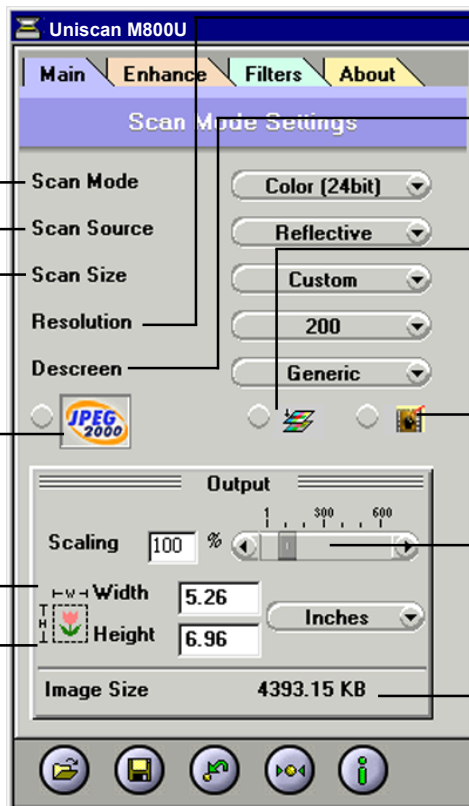 Uniscan M800U
Main Enhance Filters About
Scan Mode Settings
Scan Mode Color (24bit)
Scan Source Reflective
Scan Size Custom
Resolution 200
Descreen Generic
JPEG
2000
Output
1 300 600
Scaling 100 %
W Width 5.26
H Height 6.96
Inches
Image Size 4393.15 KB
i